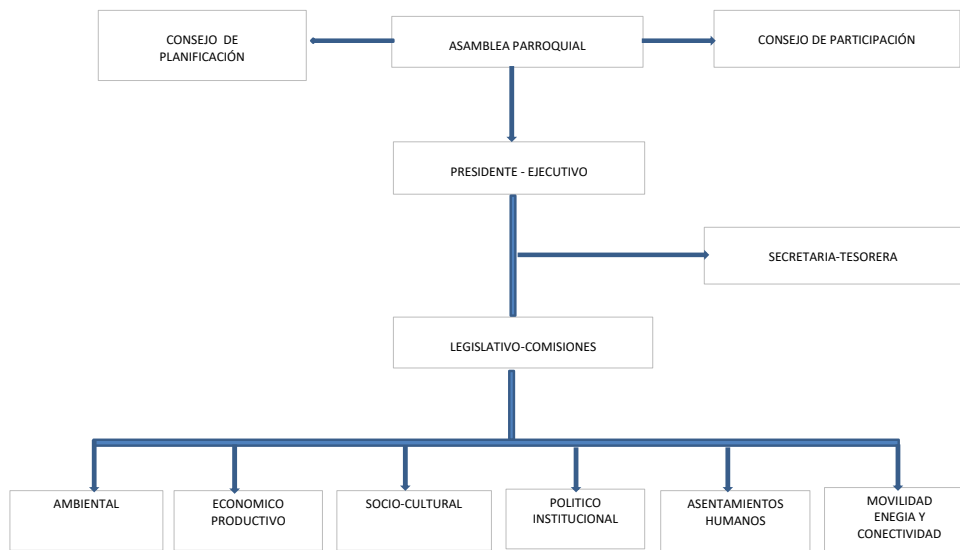 CONSEJO DE
PLANIFICACIÓN
ASAMBLEA PARROQUIAL
CONSEJO DE PARTICIPACIÓN
PRESIDENTE - EJECUTIVO
SECRETARIA-TESORERA
LEGISLATIVO-COMISIONES
AMBIENTAL
ECONOMICO
PRODUCTIVO
SOCIO-CULTURAL
POLITICO
INSTITUCIONAL
ASENTAMIENTOS
HUMANOS
MOVILIDAD
ENEGIA Y
CONECTIVIDAD